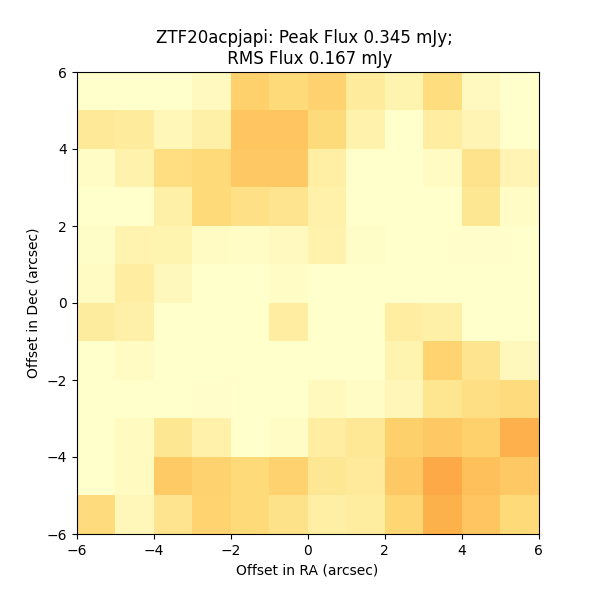 ZTF20acpjapi: Peak Flux 0.345 mJy;
RMS Flux 0.167 mJy
6
4
2
0
−2
−4
−6
Offset in Dec (arcsec)
−6 −4 −2 0 2 4 6
Offset in RA (arcsec)